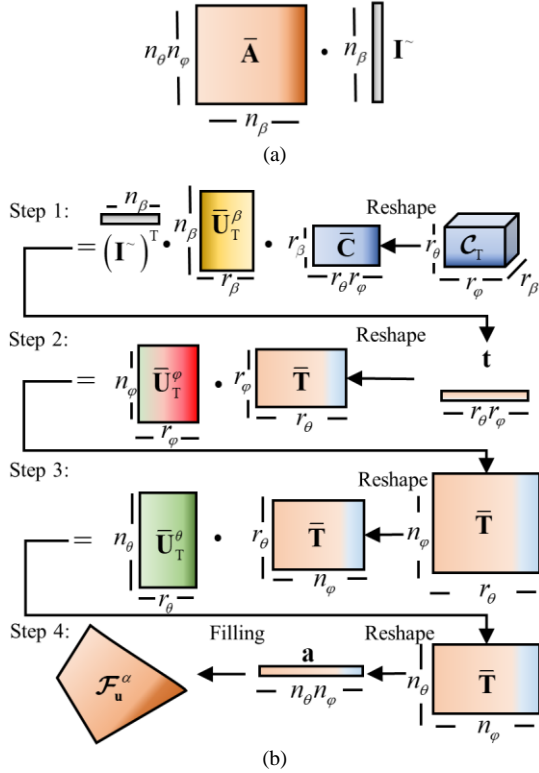 n_θ n_φ Ā · n_β I^~
n_β
(a)
Step 1: n_β
= (I^~)^T · n_β Ū_T^β · r_β C̄ Reshape r_θ 𝒞_T
r_β r_θ r_φ r_φ r_β
Step 2: Reshape t
= n_φ Ū_T^φ · r_φ T̄
r_φ r_θ r_θ r_φ
Step 3: Reshape
= n_θ Ū_T^θ · r_θ T̄ n_φ T̄
r_θ n_φ r_θ
Step 4: Filling a Reshape
ℱ_u^α n_θ n_φ n_θ T̄
n_φ
(b)